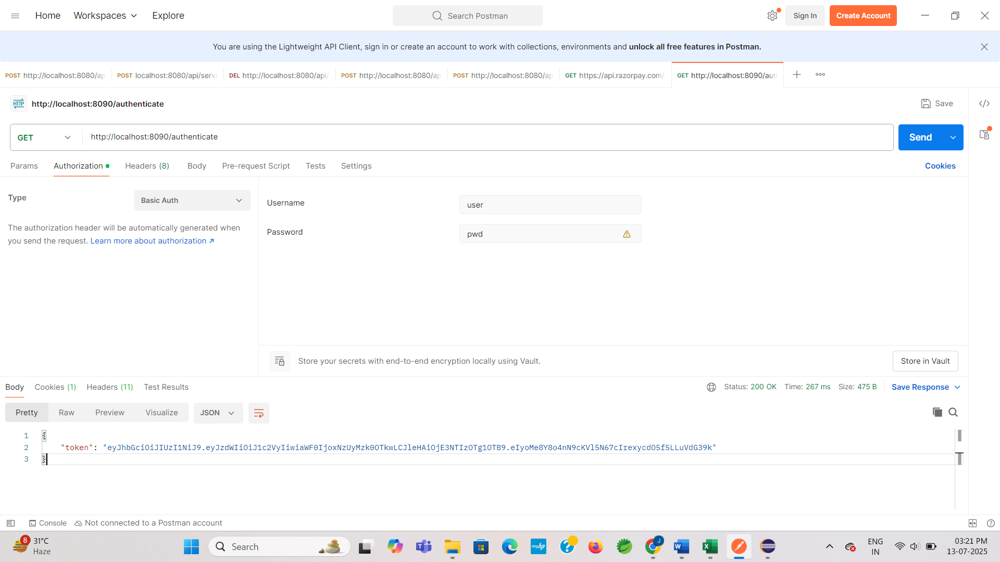 Home Workspaces Explore Search Postman Sign In Create Account
You are using the Lightweight API Client, sign in or create an account to work with collections, environments and unlock all free features in Postman.
POST http://localhost:8080/ap POST localhost:8080/api/servi DEL http://localhost:8080/api/ POST http://localhost:8080/ap POST http://localhost:8080/ap GET https://api.razorpay.com/ GET http://localhost:8090/aut
HTTP http://localhost:8090/authenticate Save
GET http://localhost:8090/authenticate Send
Params Authorization Headers (8) Body Pre-request Script Tests Settings Cookies
Type Basic Auth
The authorization header will be automatically generated when
you send the request. Learn more about authorization ↗
Username user
Password pwd
Store your secrets with end-to-end encryption locally using Vault. Store in Vault
Body Cookies (1) Headers (11) Test Results Status: 200 OK Time: 267 ms Size: 475 B Save Response
Pretty Raw Preview Visualize JSON
1 {
2 "token": "eyJhbGciOiJIUzI1NiJ9.eyJzdWIiOiJ1c2VyIiwiaWF0IjoxNzUyMzk0OTkwLCJleHAiOjE3NTIzOTg1OTB9.eIyoMe8Y8o4nN9cKVl5N67cIrexycdO5f5LLuVdG39k"
3 }
Console Not connected to a Postman account
8 31°C
Haze
Search
myhp
J
ENG
IN
03:21 PM
13-07-2025